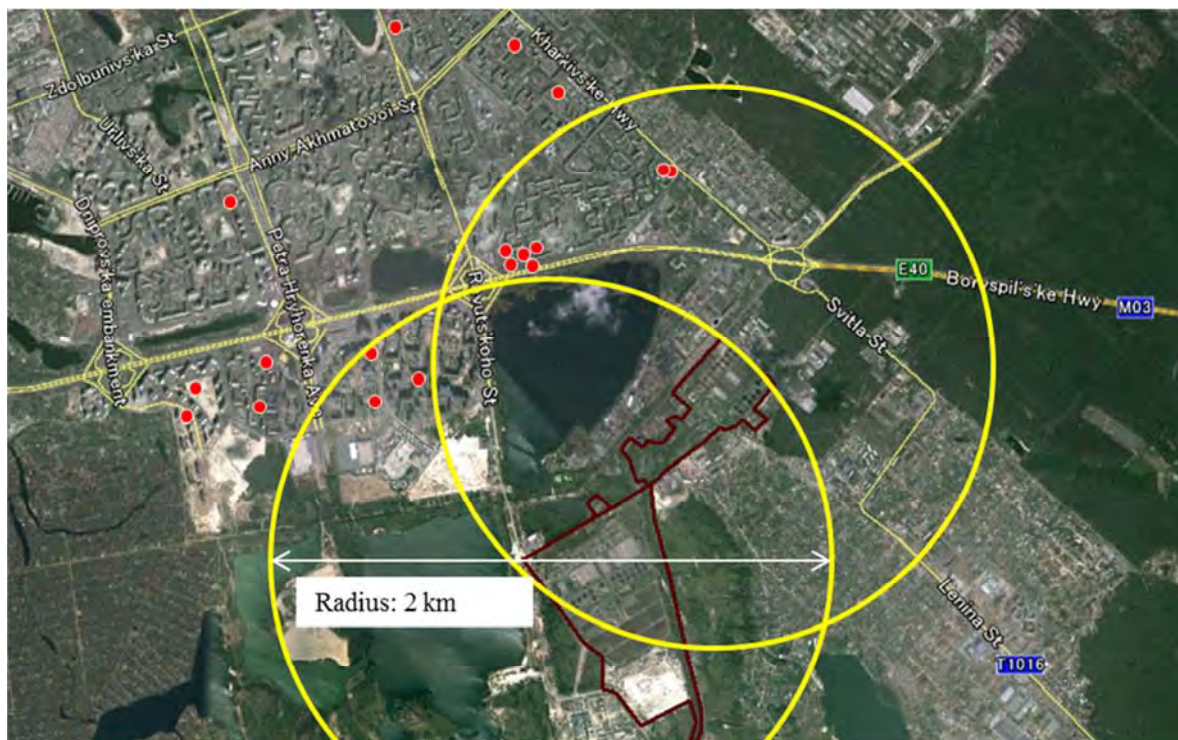 Zdolbunivs'ka St
Kharkivs'ke Hwy
Urlivs'ka St
Anny Akhmatovoi St
Dniprovs'ka embankment
Petra Hryhorenka Ave
Revuts'koho St
E40
Boryspil's'ke Hwy
M03
Svitla St
Radius: 2 km
Lenina St
T1016